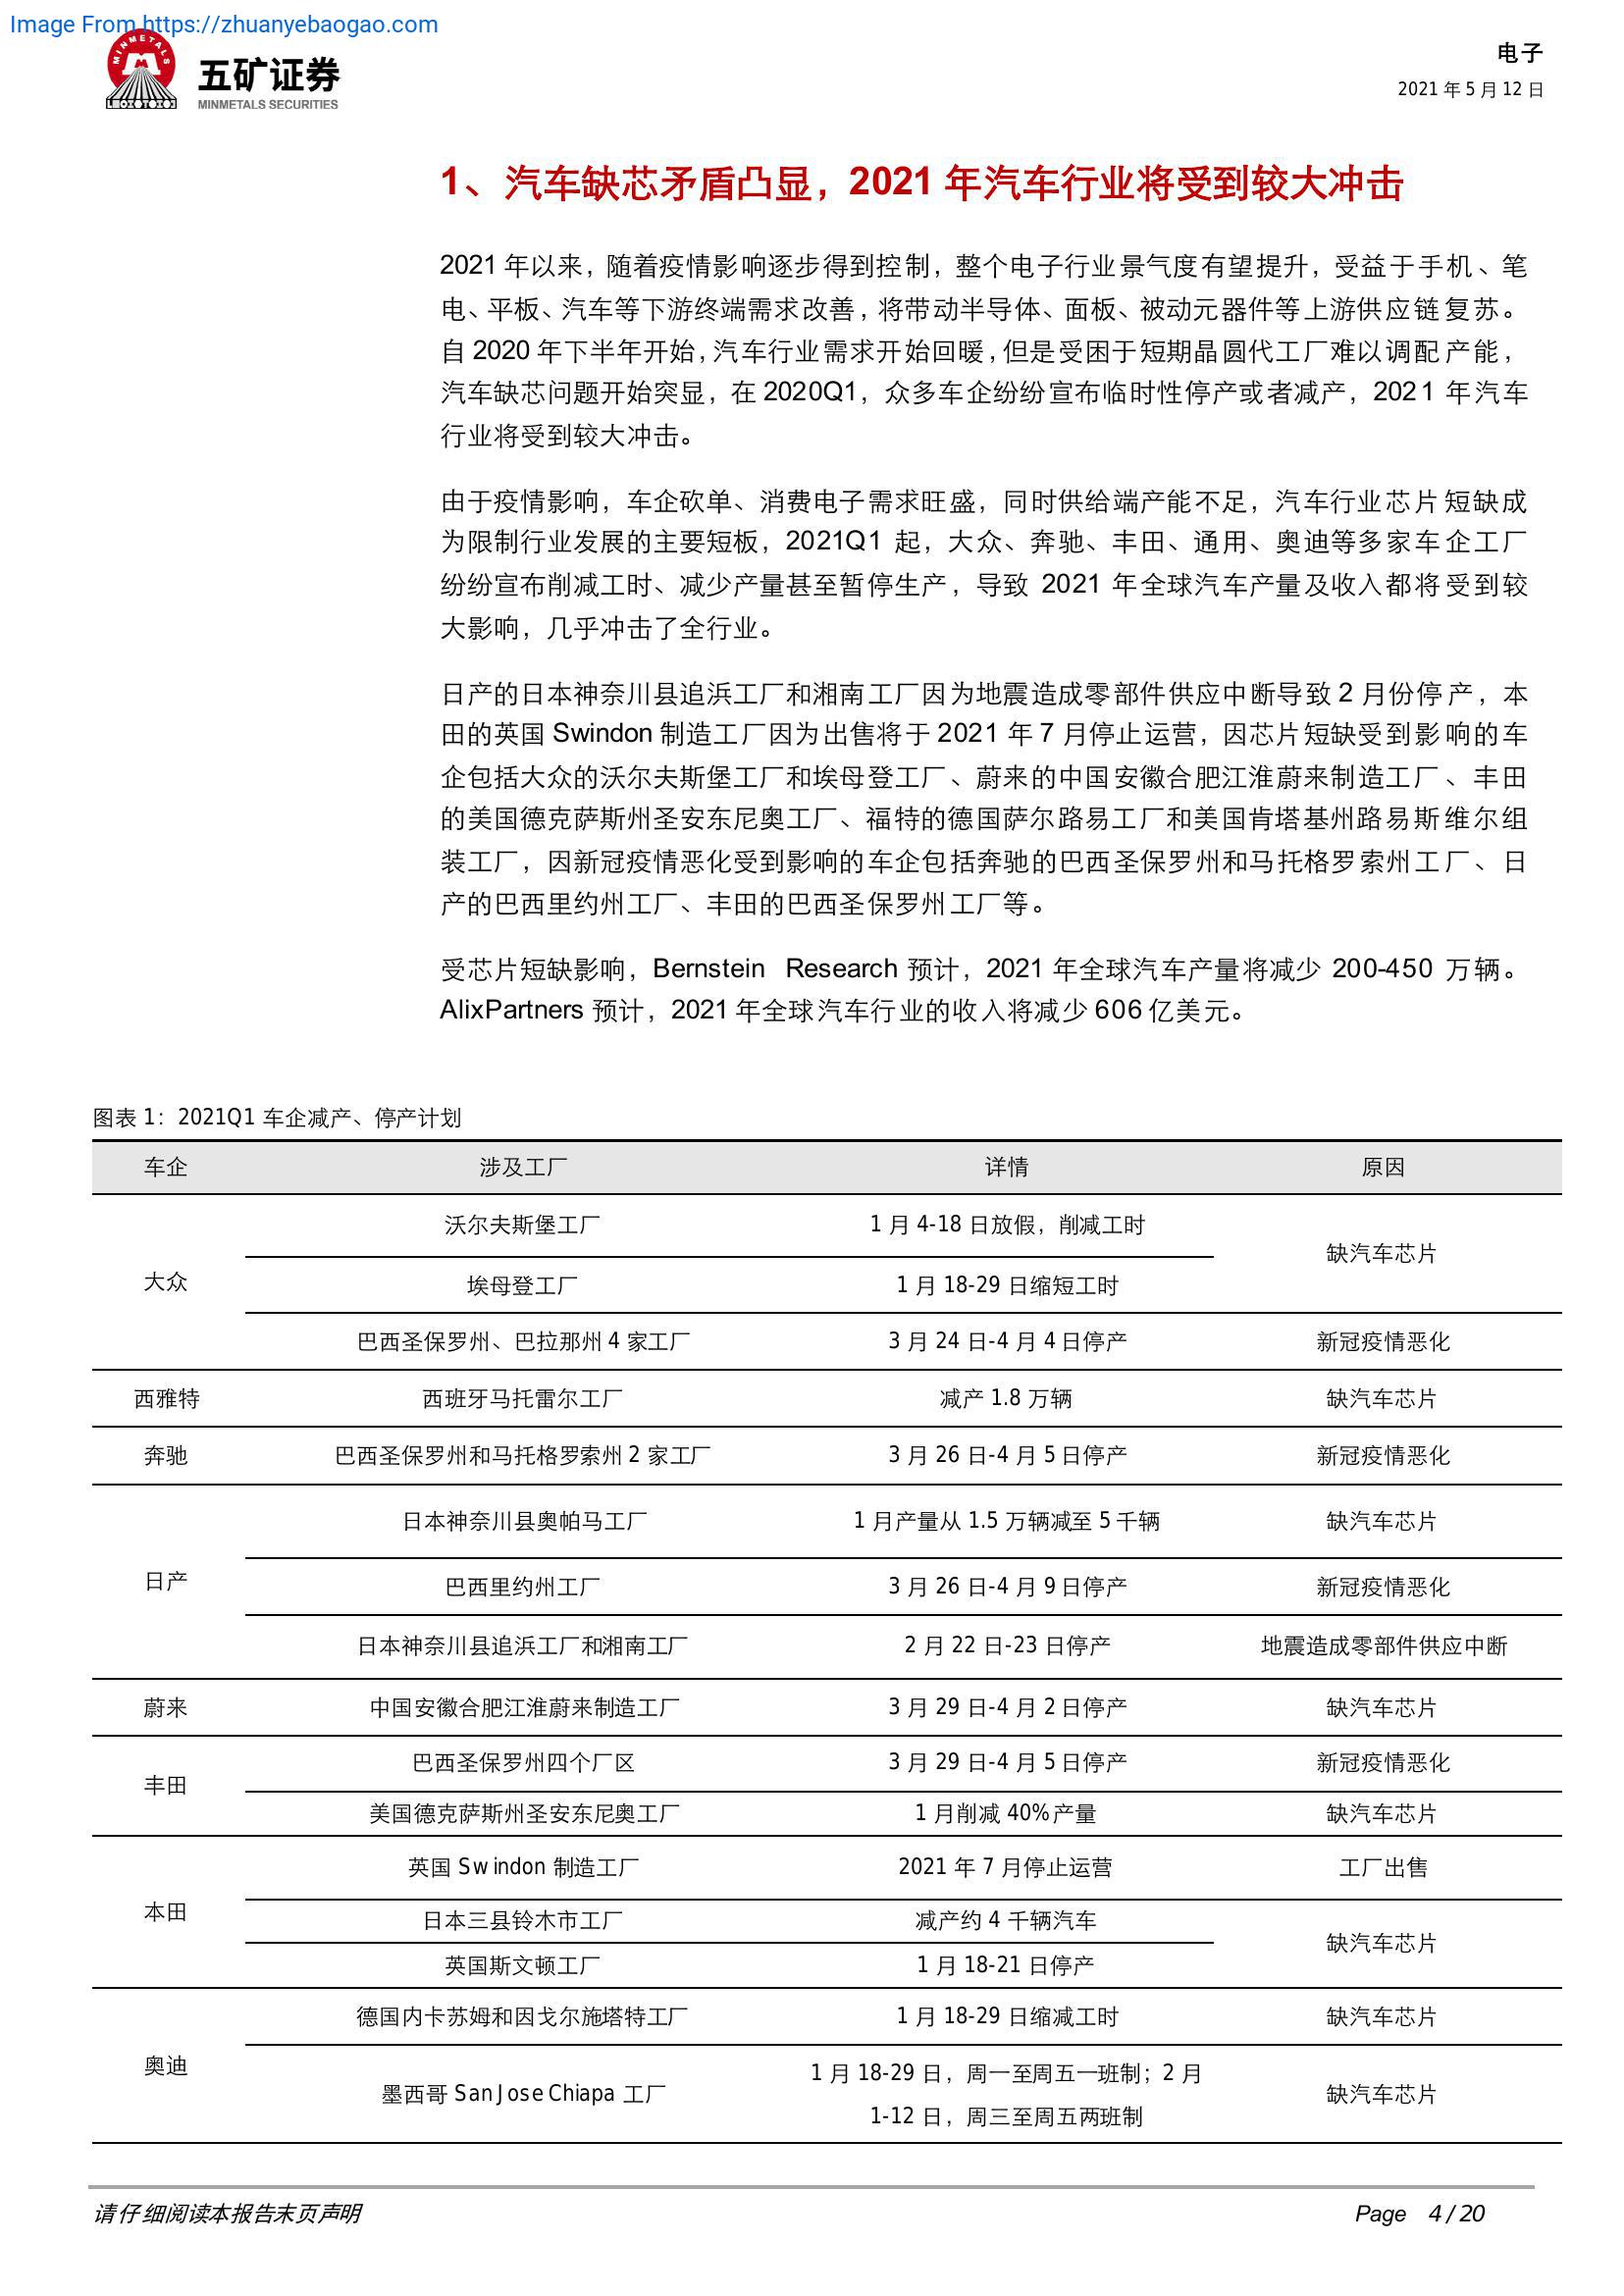 Image From https://zhuanyebaogao.com
MINMETALS
五矿证券
MINMETALS SECURITIES
电子
2021 年 5 月 12 日
1、汽车缺芯矛盾凸显，2021 年汽车行业将受到较大冲击
2021 年以来，随着疫情影响逐步得到控制，整个电子行业景气度有望提升，受益于手机、笔
电、平板、汽车等下游终端需求改善，将带动半导体、面板、被动元器件等上游供应链复苏。
自 2020 年下半年开始，汽车行业需求开始回暖，但是受困于短期晶圆代工厂难以调配产能，
汽车缺芯问题开始突显，在 2020Q1，众多车企纷纷宣布临时性停产或者减产，2021 年汽车
行业将受到较大冲击。
由于疫情影响，车企砍单、消费电子需求旺盛，同时供给端产能不足，汽车行业芯片短缺成
为限制行业发展的主要短板，2021Q1 起，大众、奔驰、丰田、通用、奥迪等多家车企工厂
纷纷宣布削减工时、减少产量甚至暂停生产，导致 2021 年全球汽车产量及收入都将受到较
大影响，几乎冲击了全行业。
日产的日本神奈川县追浜工厂和湘南工厂因为地震造成零部件供应中断导致 2 月份停产，本
田的英国 Swindon 制造工厂因为出售将于 2021 年 7 月停止运营，因芯片短缺受到影响的车
企包括大众的沃尔夫斯堡工厂和埃母登工厂、蔚来的中国安徽合肥江淮蔚来制造工厂、丰田
的美国德克萨斯州圣安东尼奥工厂、福特的德国萨尔路易工厂和美国肯塔基州路易斯维尔组
装工厂，因新冠疫情恶化受到影响的车企包括奔驰的巴西圣保罗州和马托格罗索州工厂、日
产的巴西里约州工厂、丰田的巴西圣保罗州工厂等。
受芯片短缺影响，Bernstein Research 预计，2021 年全球汽车产量将减少 200-450 万辆。
AlixPartners 预计，2021 年全球汽车行业的收入将减少 606 亿美元。
图表 1：2021Q1 车企减产、停产计划
车企 涉及工厂 详情 原因
沃尔夫斯堡工厂 1 月 4-18 日放假，削减工时
缺汽车芯片
大众
埃母登工厂 1 月 18-29 日缩短工时
巴西圣保罗州、巴拉那州 4 家工厂 3 月 24 日-4 月 4 日停产 新冠疫情恶化
西雅特 西班牙马托雷尔工厂 减产 1.8 万辆 缺汽车芯片
奔驰 巴西圣保罗州和马托格罗索州 2 家工厂 3 月 26 日-4 月 5 日停产 新冠疫情恶化
日本神奈川县奥帕马工厂 1 月产量从 1.5 万辆减至 5 千辆 缺汽车芯片
日产
巴西里约州工厂 3 月 26 日-4 月 9 日停产 新冠疫情恶化
日本神奈川县追浜工厂和湘南工厂 2 月 22 日-23 日停产 地震造成零部件供应中断
蔚来 中国安徽合肥江淮蔚来制造工厂 3 月 29 日-4 月 2 日停产 缺汽车芯片
巴西圣保罗州四个厂区 3 月 29 日-4 月 5 日停产 新冠疫情恶化
丰田
美国德克萨斯州圣安东尼奥工厂 1 月削减 40%产量 缺汽车芯片
英国 Swindon 制造工厂 2021 年 7 月停止运营 工厂出售
本田
日本三县铃木市工厂 减产约 4 千辆汽车
缺汽车芯片
英国斯文顿工厂 1 月 18-21 日停产
德国内卡苏姆和因戈尔施塔特工厂 1 月 18-29 日缩减工时 缺汽车芯片
奥迪
墨西哥 San Jose Chiapa 工厂 1 月 18-29 日，周一至周五一班制；2 月
1-12 日，周三至周五两班制 缺汽车芯片
请仔细阅读本报告末页声明
Page 4 / 20